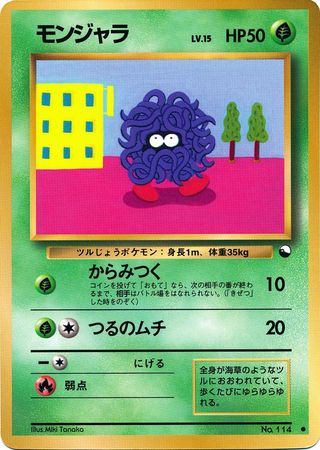 モンジャラ LV.15 HP50
ツルじょうポケモン：身長1m、体重35kg
からみつく 10
コインを投げて「おもて」なら、次の相手の番が終わ
るまで、相手はバトル場をはなれられない。（「きぜつ」
した時をのぞく）
つるのムチ 20
にげる
弱点
全身が海草のようなツ
ルにおおわれていて、
歩くたびにゆらゆらゆ
れる。
Illus.Miki Tanaka No. 114